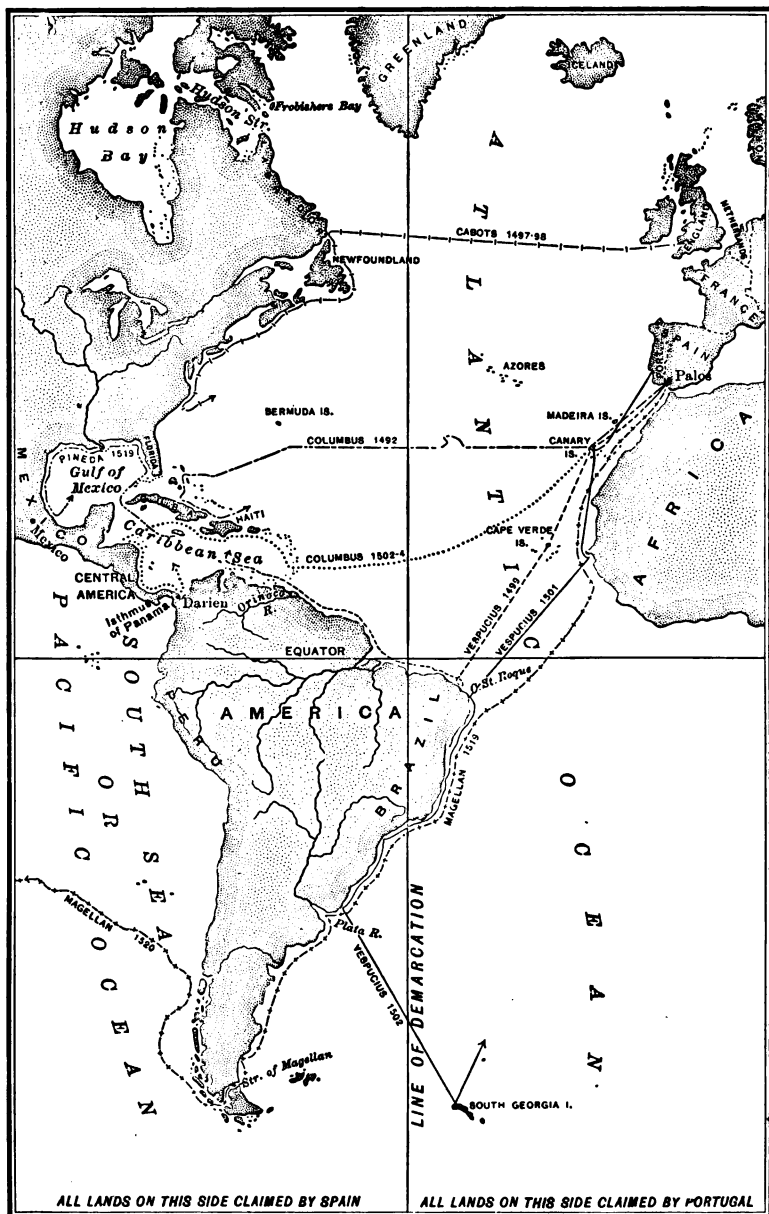 GREENLAND
ICELAND
Hudson Str.
Frobishers Bay
Hudson
Bay
ATLANTIC
OCEAN
ENGLAND
NETHERLANDS
CABOTS 1497-98
NEWFOUNDLAND
FRANCE
SPAIN
Palos
AZORES
BERMUDA IS.
MADEIRA IS.
COLUMBUS 1492
CANARY
IS.
FLORIDA
PINEDA 1519
Gulf of
Mexico
MEXICO
Mexico
HAITI
AFRICA
Caribbean Sea
CAPE VERDE
IS.
COLUMBUS 1502-4
CENTRAL
AMERICA
Darien
Orinoco
R.
Isthmus
of Panama
VESPUCIUS 1499
VESPUCIUS 1501
EQUATOR
C. St. Roque
SOUTH SEA
OR
PACIFIC OCEAN
AMERICA
PERU
BRAZIL
MAGELLAN 1519
MAGELLAN 1520
Plata R.
VESPUCIUS 1502
LINE OF DEMARCATION
Str. of Magellan
SOUTH GEORGIA I.
ALL LANDS ON THIS SIDE CLAIMED BY SPAIN
ALL LANDS ON THIS SIDE CLAIMED BY PORTUGAL